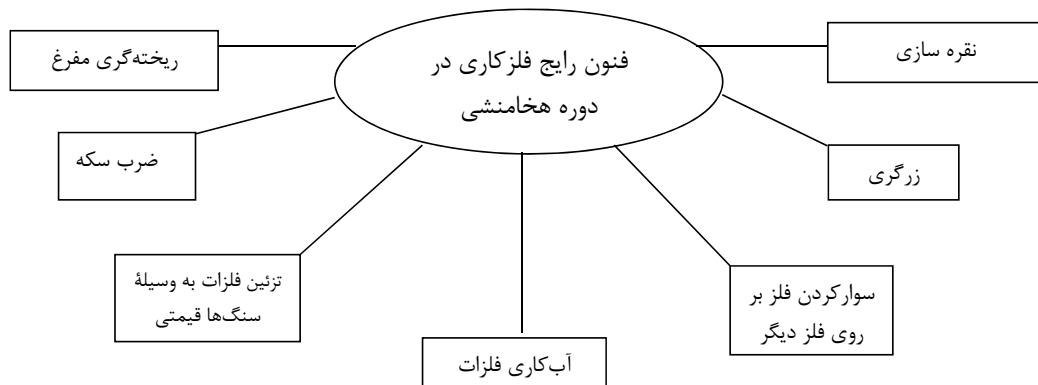 فنون رایج فلزکاری در
دوره هخامنشی
نقره سازی
زرگری
سوارکردن فلز بر
روی فلز دیگر
آب‌کاری فلزات
تزئین فلزات به وسیلۀ
سنگ‌ها قیمتی
ضرب سکه
ریخته‌گری مفرغ